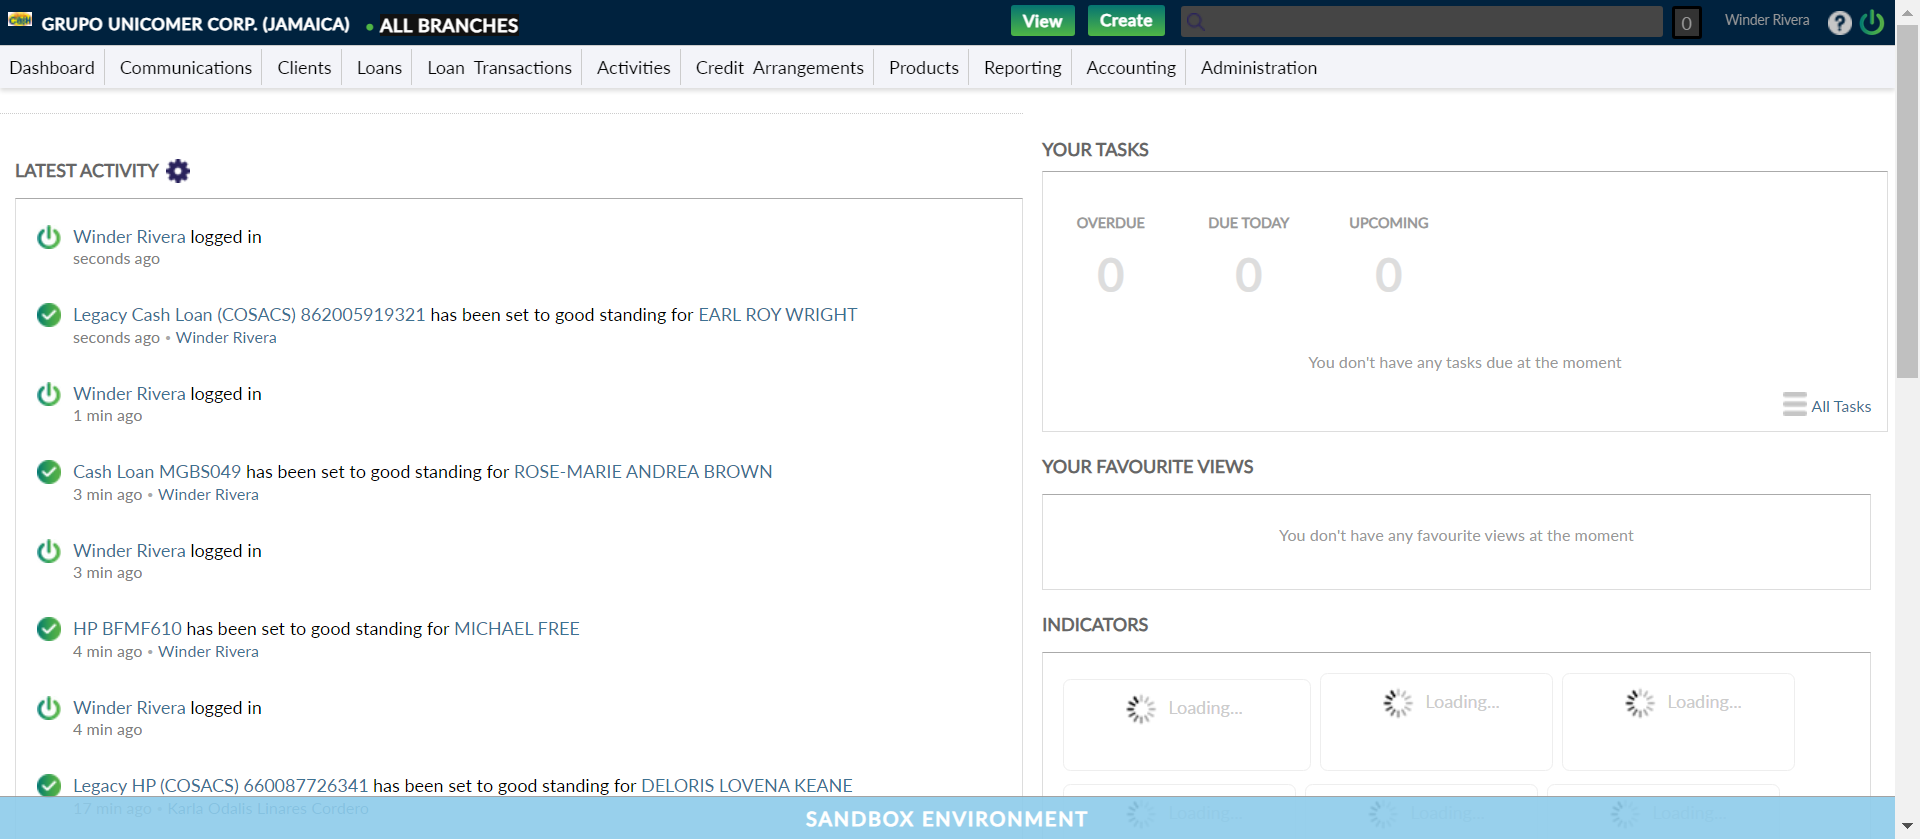 Cash
GRUPO UNICOMER CORP. (JAMAICA) • ALL BRANCHES
View
Create
0
Winder Rivera
?
Dashboard
Communications
Clients
Loans
Loan Transactions
Activities
Credit Arrangements
Products
Reporting
Accounting
Administration
LATEST ACTIVITY
Winder Rivera logged in
seconds ago
Legacy Cash Loan (COSACS) 862005919321 has been set to good standing for EARL ROY WRIGHT
seconds ago • Winder Rivera
Winder Rivera logged in
1 min ago
Cash Loan MGBS049 has been set to good standing for ROSE-MARIE ANDREA BROWN
3 min ago • Winder Rivera
Winder Rivera logged in
3 min ago
HP BFMF610 has been set to good standing for MICHAEL FREE
4 min ago • Winder Rivera
Winder Rivera logged in
4 min ago
Legacy HP (COSACS) 660087726341 has been set to good standing for DELORIS LOVENA KEANE
17 min ago • Karla Odalis Linares Cordero
YOUR TASKS
OVERDUE
DUE TODAY
UPCOMING
0
0
0
You don't have any tasks due at the moment
All Tasks
YOUR FAVOURITE VIEWS
You don't have any favourite views at the moment
INDICATORS
Loading...
Loading...
Loading...
Loading...
Loading...
Loading...
SANDBOX ENVIRONMENT